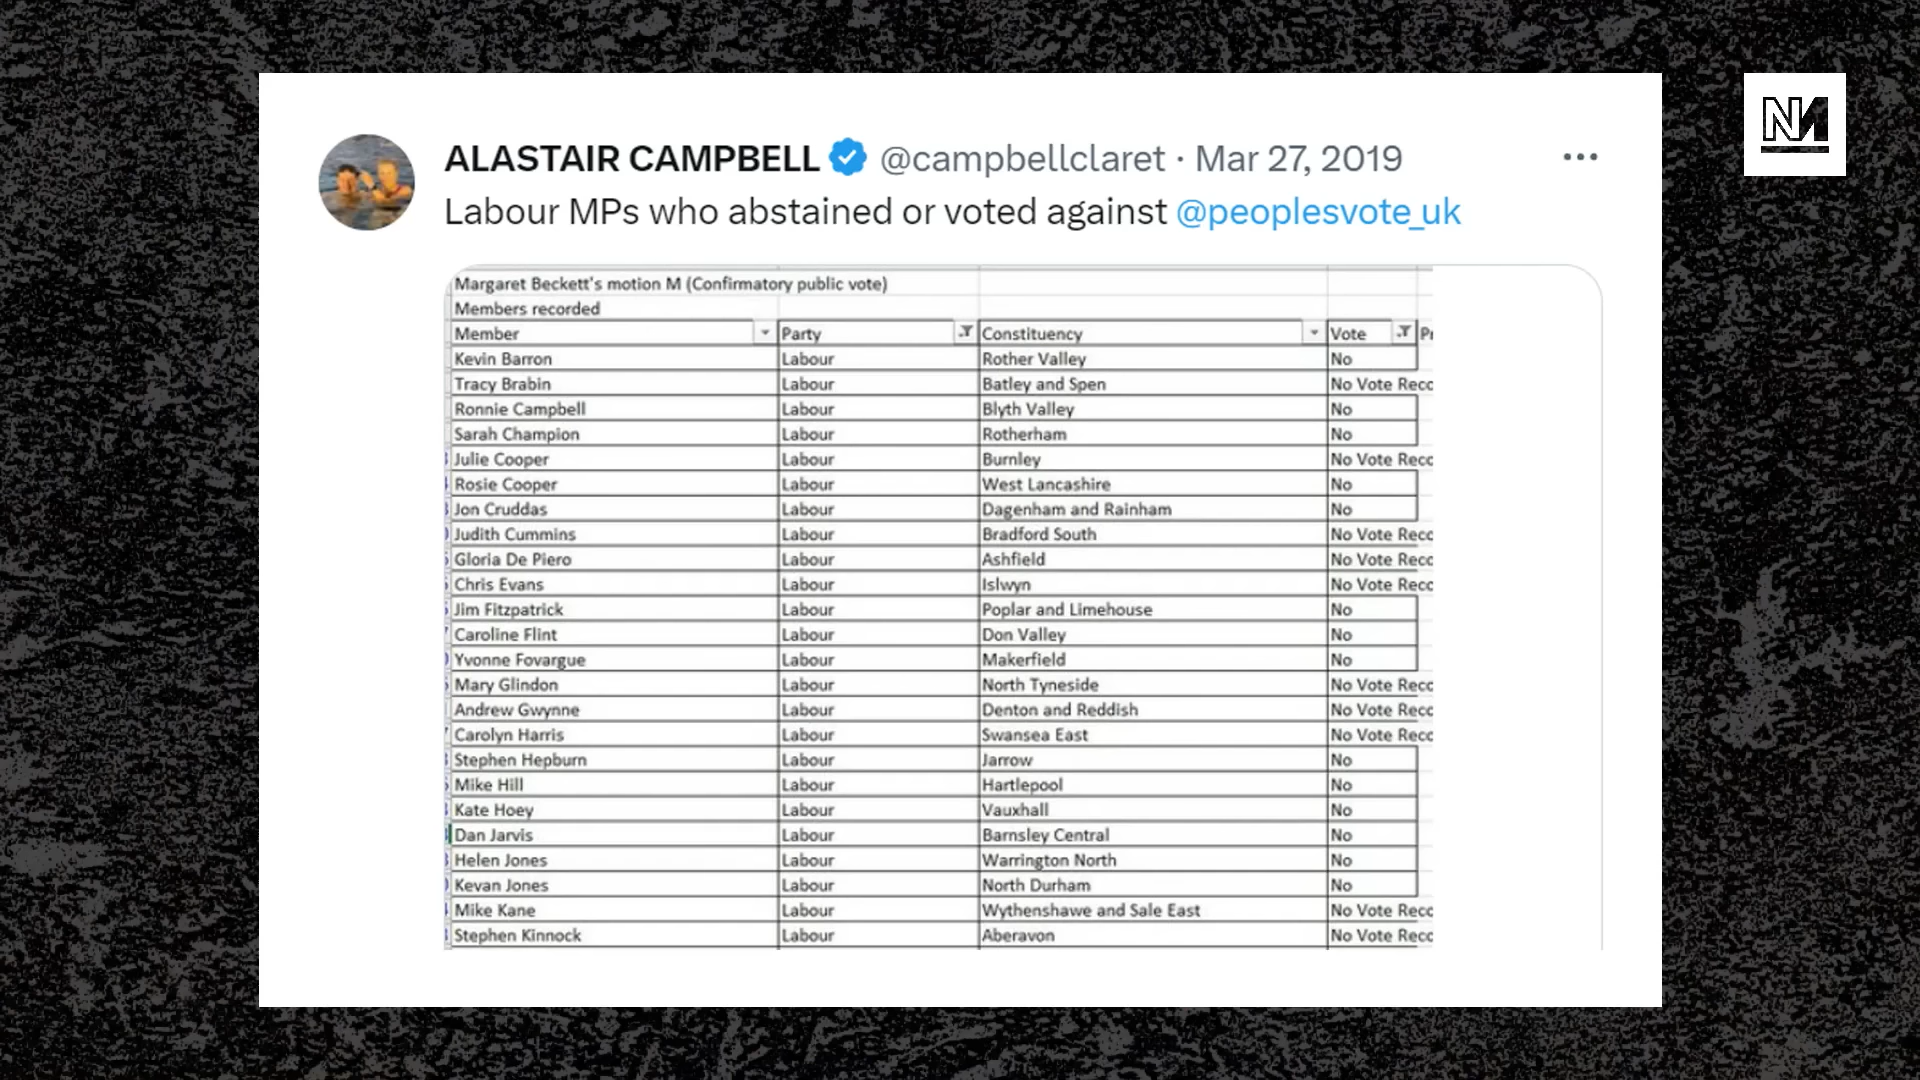 ALASTAIR CAMPBELL @campbellclaret · Mar 27, 2019
Labour MPs who abstained or voted against @peoplesvote_uk
Margaret Beckett's motion M (Confirmatory public vote)
Members recorded
Member Party Constituency Vote
Kevin Barron Labour Rother Valley No
Tracy Brabin Labour Batley and Spen No Vote Reco
Ronnie Campbell Labour Blyth Valley No
Sarah Champion Labour Rotherham No
Julie Cooper Labour Burnley No Vote Reco
Rosie Cooper Labour West Lancashire No
Jon Cruddas Labour Dagenham and Rainham No
Judith Cummins Labour Bradford South No Vote Reco
Gloria De Piero Labour Ashfield No Vote Reco
Chris Evans Labour Islwyn No Vote Reco
Jim Fitzpatrick Labour Poplar and Limehouse No
Caroline Flint Labour Don Valley No
Yvonne Fovargue Labour Makerfield No
Mary Glindon Labour North Tyneside No Vote Reco
Andrew Gwynne Labour Denton and Reddish No Vote Reco
Carolyn Harris Labour Swansea East No Vote Reco
Stephen Hepburn Labour Jarrow No
Mike Hill Labour Hartlepool No
Kate Hoey Labour Vauxhall No
Dan Jarvis Labour Barnsley Central No
Helen Jones Labour Warrington North No
Kevan Jones Labour North Durham No
Mike Kane Labour Wythenshawe and Sale East No Vote Reco
Stephen Kinnock Labour Aberavon No Vote Reco